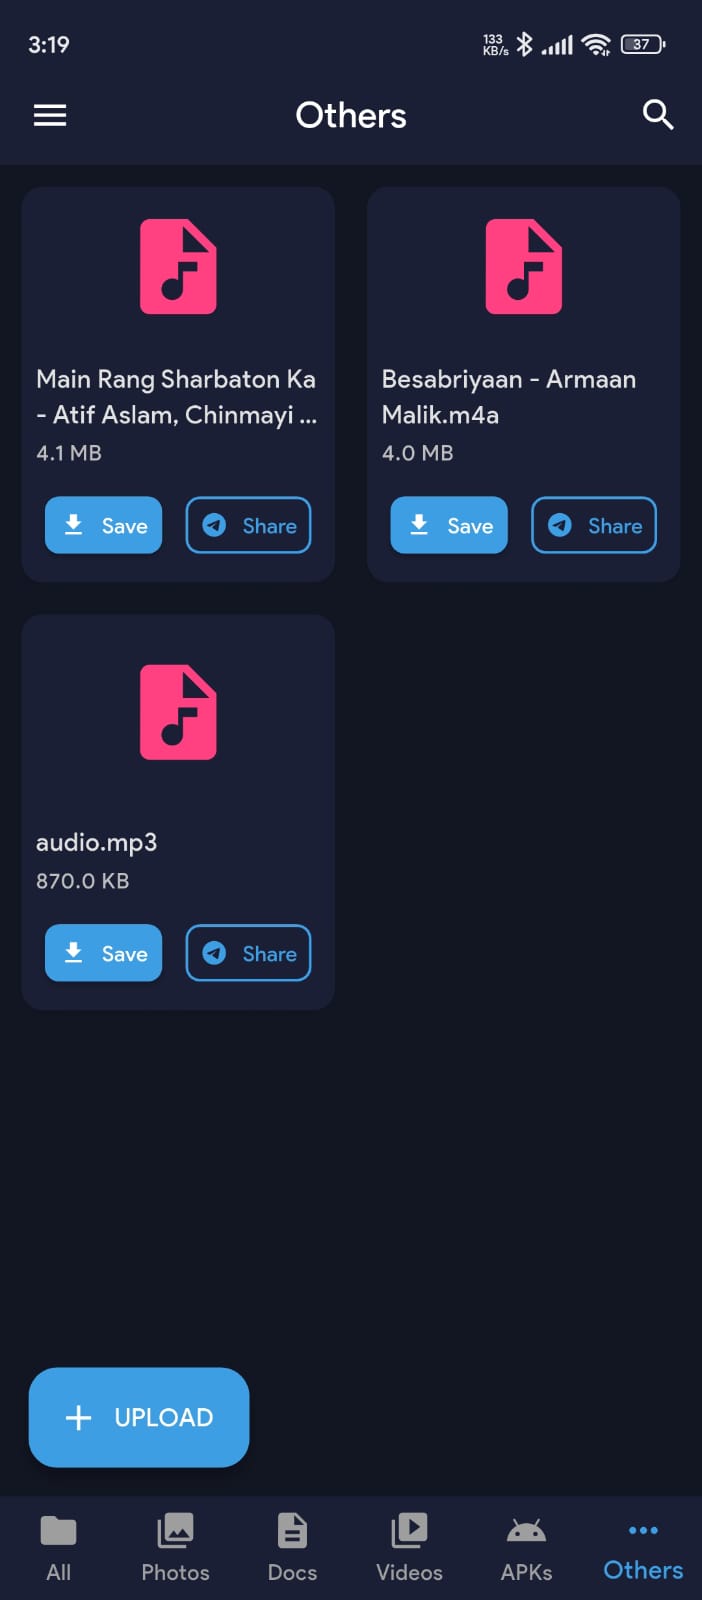 3:19
133
KB/s
37
Others
Main Rang Sharbaton Ka
- Atif Aslam, Chinmayi ...
4.1 MB
Save
Share
Besabriyaan - Armaan
Malik.m4a
4.0 MB
Save
Share
audio.mp3
870.0 KB
Save
Share
UPLOAD
All
Photos
Docs
Videos
APKs
Others